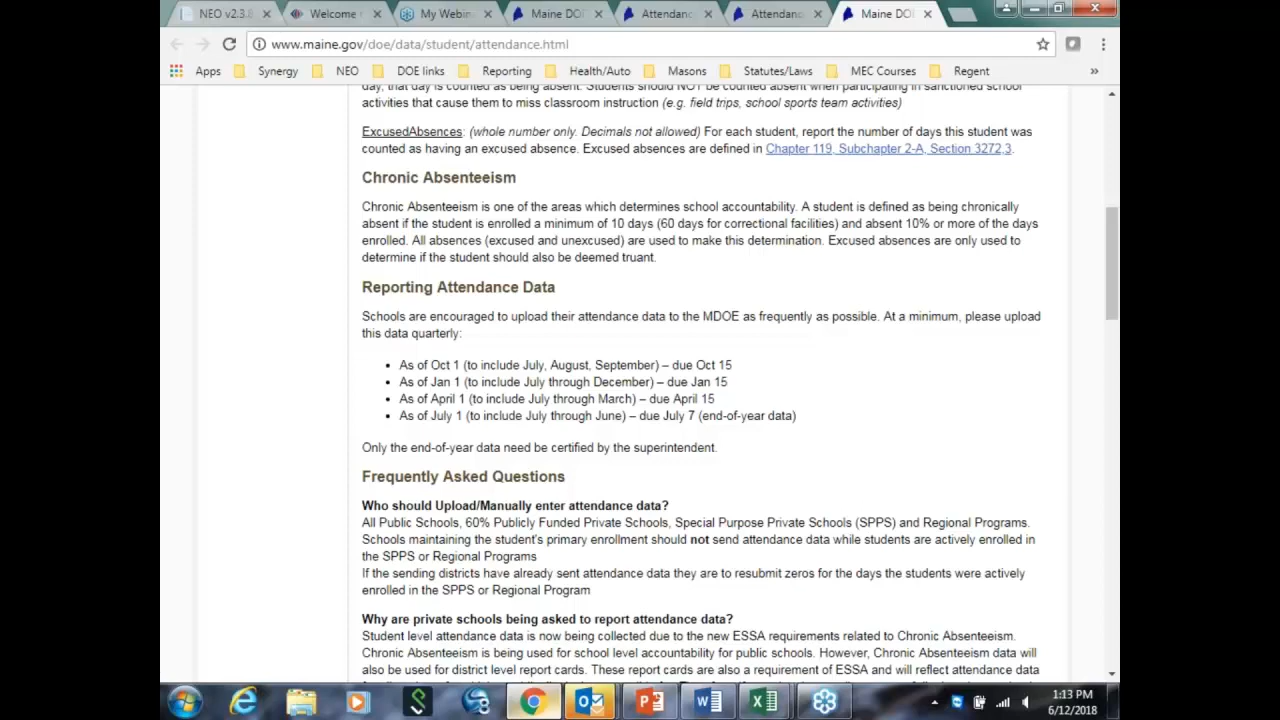 NEO v2.3.8
Welcome
My Webin
Maine DO
Attendanc
Attendanc
Maine DO
www.maine.gov/doe/data/student/attendance.html
Apps
Synergy
NEO
DOE links
Reporting
Health/Auto
Masons
Statutes/Laws
MEC Courses
Regent
»
day, that day is counted as being absent. Students should NOT be counted absent when participating in sanctioned school
activities that cause them to miss classroom instruction (e.g. field trips, school sports team activities)
ExcusedAbsences: (whole number only. Decimals not allowed) For each student, report the number of days this student was
counted as having an excused absence. Excused absences are defined in Chapter 119, Subchapter 2-A, Section 3272,3.
Chronic Absenteeism
Chronic Absenteeism is one of the areas which determines school accountability. A student is defined as being chronically
absent if the student is enrolled a minimum of 10 days (60 days for correctional facilities) and absent 10% or more of the days
enrolled. All absences (excused and unexcused) are used to make this determination. Excused absences are only used to
determine if the student should also be deemed truant.
Reporting Attendance Data
Schools are encouraged to upload their attendance data to the MDOE as frequently as possible. At a minimum, please upload
this data quarterly:
• As of Oct 1 (to include July, August, September) – due Oct 15
• As of Jan 1 (to include July through December) – due Jan 15
• As of April 1 (to include July through March) – due April 15
• As of July 1 (to include July through June) – due July 7 (end-of-year data)
Only the end-of-year data need be certified by the superintendent.
Frequently Asked Questions
Who should Upload/Manually enter attendance data?
All Public Schools, 60% Publicly Funded Private Schools, Special Purpose Private Schools (SPPS) and Regional Programs.
Schools maintaining the student's primary enrollment should not send attendance data while students are actively enrolled in
the SPPS or Regional Programs
If the sending districts have already sent attendance data they are to resubmit zeros for the days the students were actively
enrolled in the SPPS or Regional Program
Why are private schools being asked to report attendance data?
Student level attendance data is now being collected due to the new ESSA requirements related to Chronic Absenteeism.
Chronic Absenteeism is being used for school level accountability for public schools. However, Chronic Absenteeism data will
also be used for district level report cards. These report cards are also a requirement of ESSA and will reflect attendance data
1:13 PM
6/12/2018